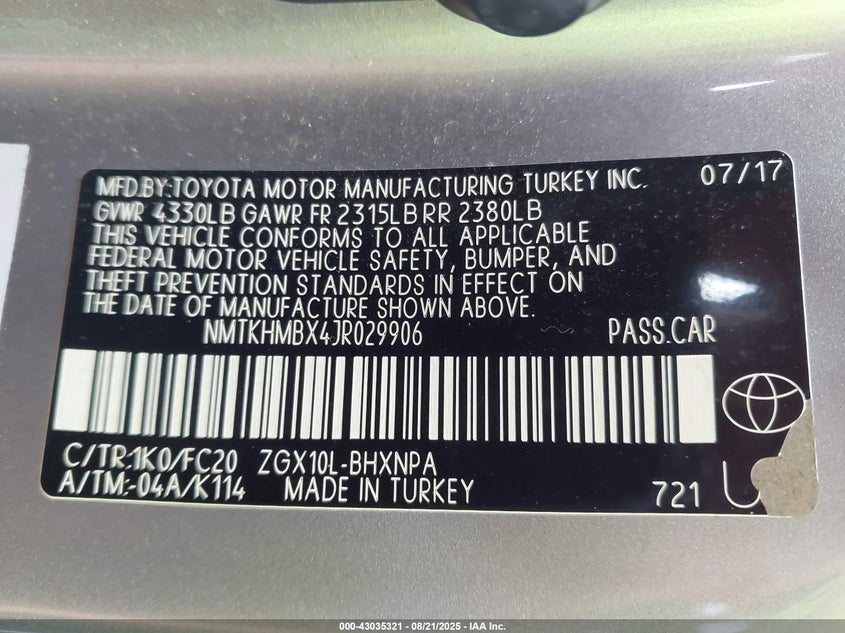 MFD.BY:TOYOTA MOTOR MANUFACTURING TURKEY INC. 07/17
GVWR 4330LB GAWR FR 2315LB RR 2380LB
THIS VEHICLE CONFORMS TO ALL APPLICABLE
FEDERAL MOTOR VEHICLE SAFETY, BUMPER, AND
THEFT PREVENTION STANDARDS IN EFFECT ON
THE DATE OF MANUFACTURE SHOWN ABOVE.
NMTKHMBX4JR029906 PASS.CAR
C/TR:1K0/FC20 ZGX10L-BHXNPA
A/TM:-04A/K114 MADE IN TURKEY 721
000-43035321 - 08/21/2025 - IAA Inc.